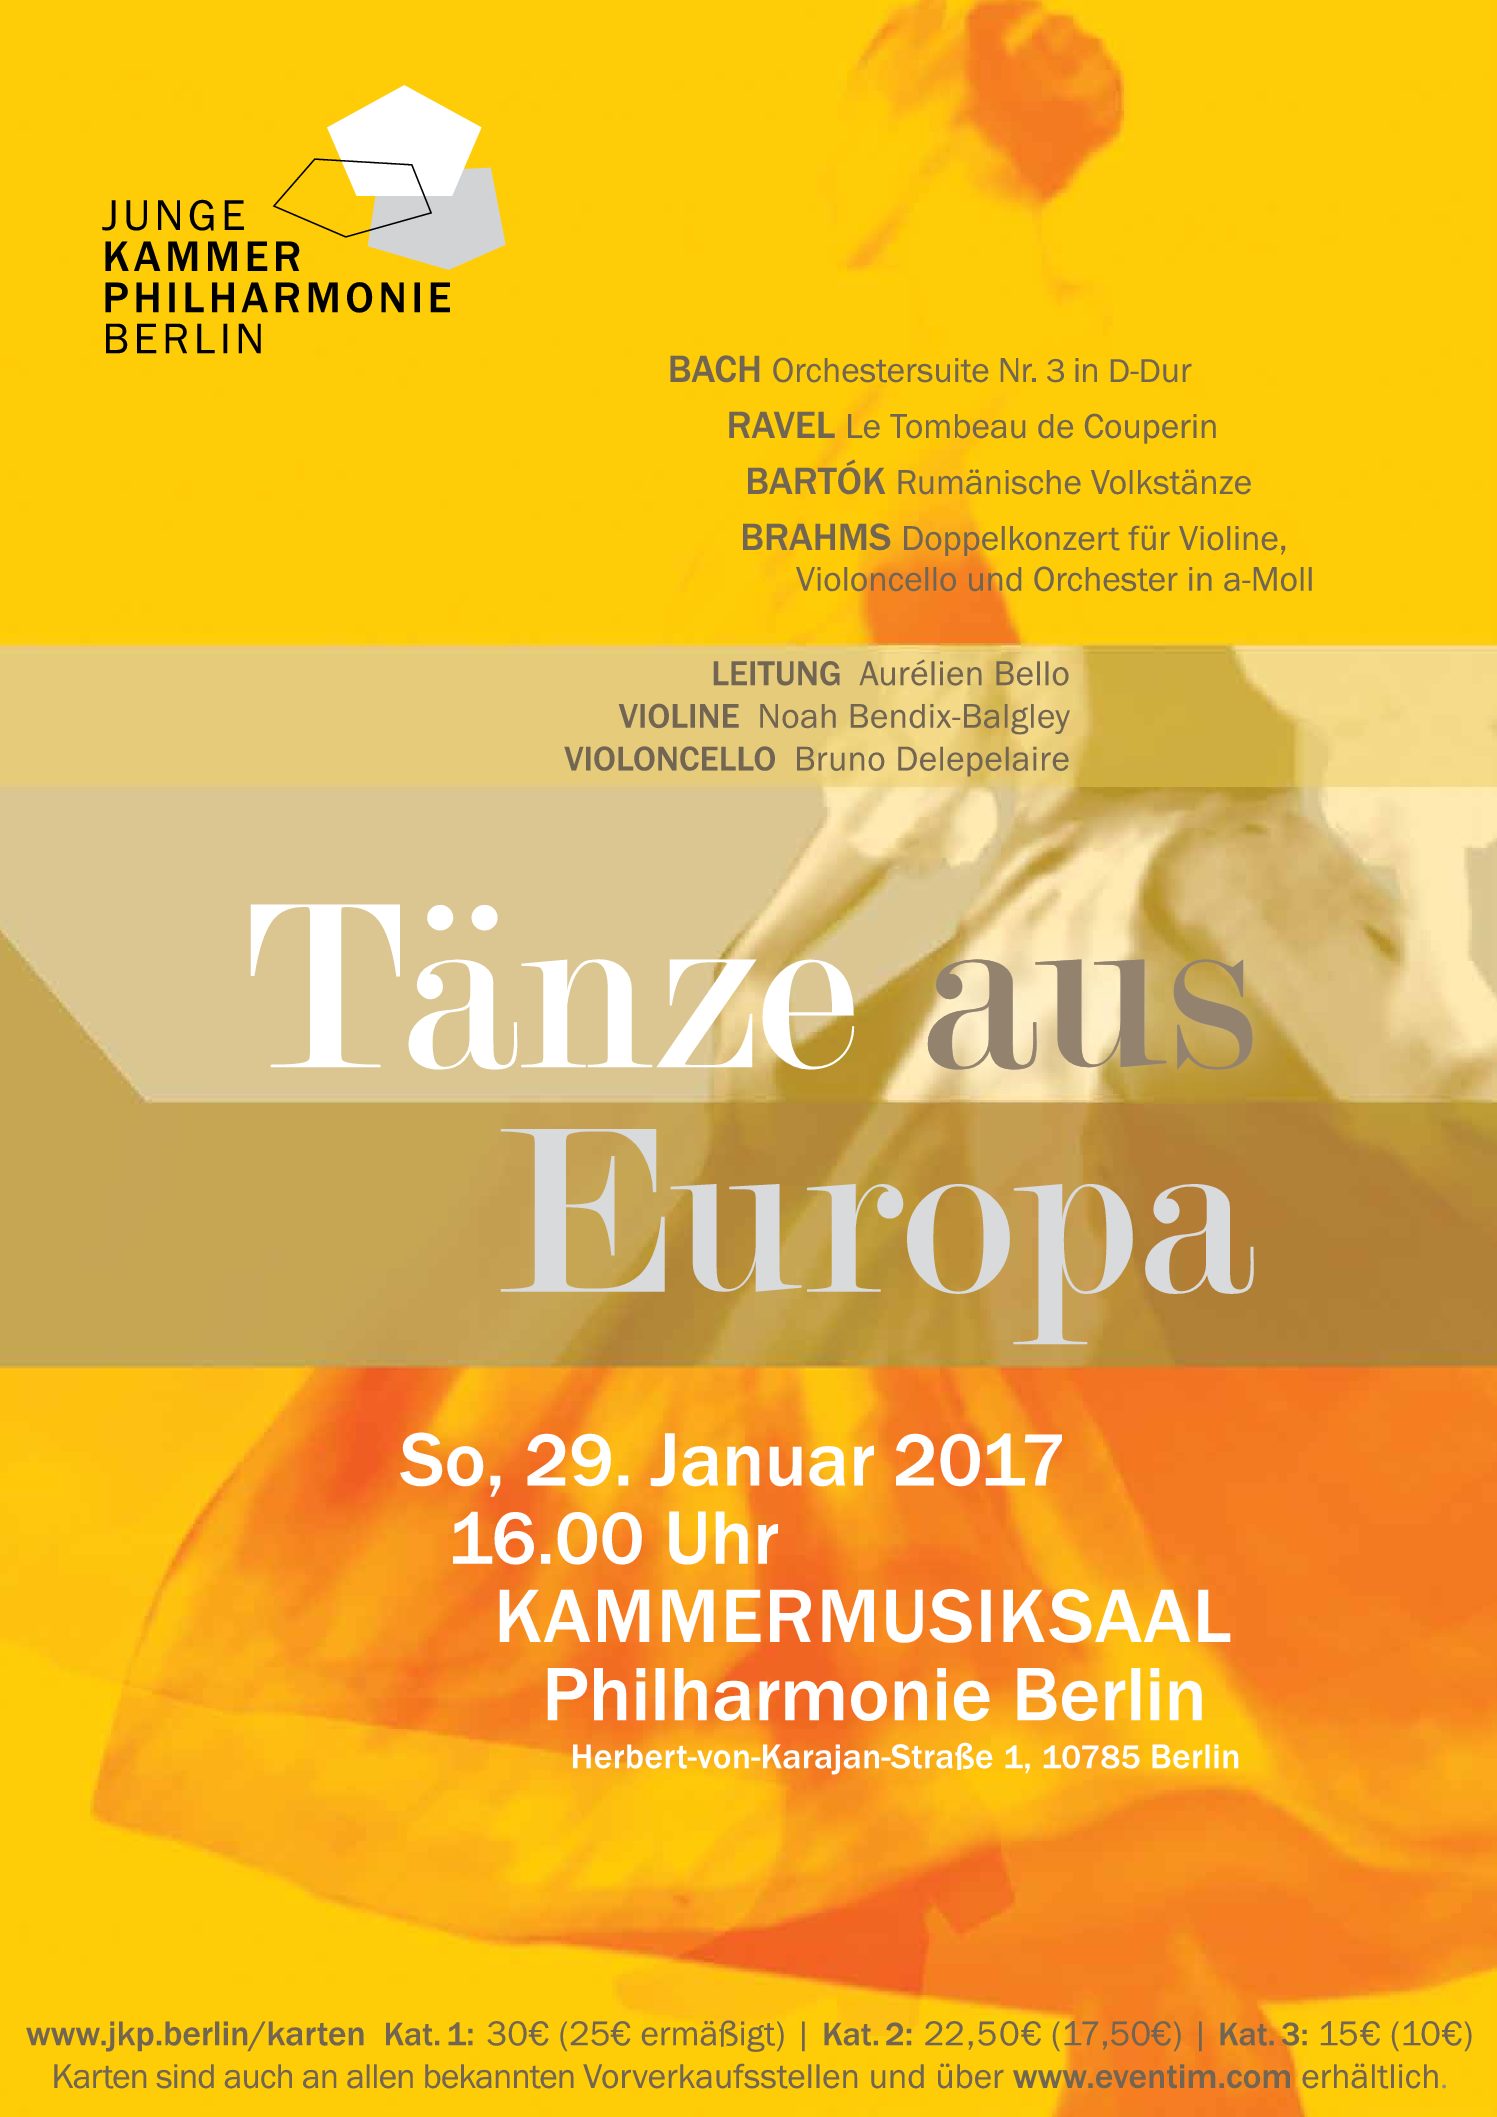 JUNGE
KAMMER
PHILHARMONIE
BERLIN
BACH Orchestersuite Nr. 3 in D-Dur
RAVEL Le Tombeau de Couperin
BARTÓK Rumänische Volkstänze
BRAHMS Doppelkonzert für Violine,
Violoncello und Orchester in a-Moll
LEITUNG Aurélien Bello
VIOLINE Noah Bendix-Balgley
VIOLONCELLO Bruno Delepelaire
Tänze aus
Europa
So, 29. Januar 2017
16.00 Uhr
KAMMERMUSIKSAAL
Philharmonie Berlin
Herbert-von-Karajan-Straße 1, 10785 Berlin
www.jkp.berlin/karten Kat. 1: 30€ (25€ ermäßigt) | Kat. 2: 22,50€ (17,50€) | Kat. 3: 15€ (10€)
Karten sind auch an allen bekannten Vorverkaufsstellen und über www.eventim.com erhältlich.